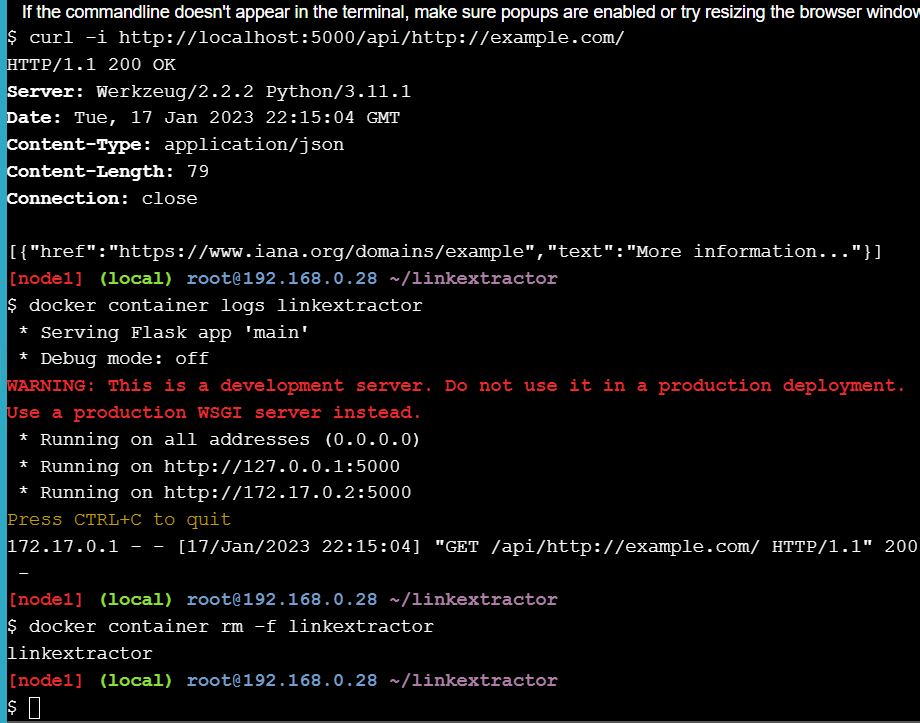 If the commandline doesn't appear in the terminal, make sure popups are enabled or try resizing the browser window
$ curl -i http://localhost:5000/api/http://example.com/
HTTP/1.1 200 OK
Server: Werkzeug/2.2.2 Python/3.11.1
Date: Tue, 17 Jan 2023 22:15:04 GMT
Content-Type: application/json
Content-Length: 79
Connection: close
[{"href":"https://www.iana.org/domains/example","text":"More information..."}]
[node1] (local) root@192.168.0.28 ~/linkextractor
$ docker container logs linkextractor
 * Serving Flask app 'main'
 * Debug mode: off
WARNING: This is a development server. Do not use it in a production deployment.
Use a production WSGI server instead.
 * Running on all addresses (0.0.0.0)
 * Running on http://127.0.0.1:5000
 * Running on http://172.17.0.2:5000
Press CTRL+C to quit
172.17.0.1 - - [17/Jan/2023 22:15:04] "GET /api/http://example.com/ HTTP/1.1" 200
 -
[node1] (local) root@192.168.0.28 ~/linkextractor
$ docker container rm -f linkextractor
linkextractor
[node1] (local) root@192.168.0.28 ~/linkextractor
$